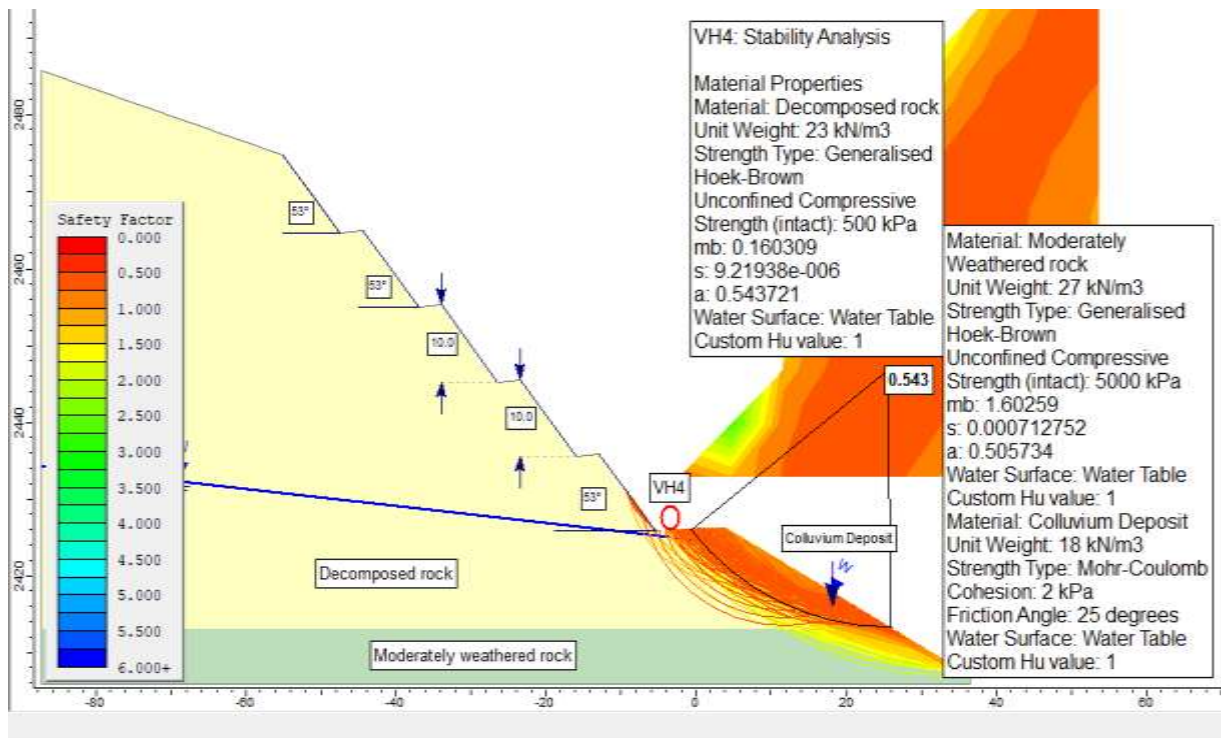 VH4: Stability Analysis
Material Properties
Material: Decomposed rock
Unit Weight: 23 kN/m3
Strength Type: Generalised
Hoek-Brown
Unconfined Compressive
Strength (intact): 500 kPa
mb: 0.160309
s: 9.21938e-006
a: 0.543721
Water Surface: Water Table
Custom Hu value: 1
Material: Moderately
Weathered rock
Unit Weight: 27 kN/m3
Strength Type: Generalised
Hoek-Brown
Unconfined Compressive
Strength (intact): 5000 kPa
mb: 1.60259
s: 0.000712752
a: 0.505734
Water Surface: Water Table
Custom Hu value: 1
Material: Colluvium Deposit
Unit Weight: 18 kN/m3
Strength Type: Mohr-Coulomb
Cohesion: 2 kPa
Friction Angle: 25 degrees
Water Surface: Water Table
Custom Hu value: 1
Safety Factor
0.000
0.500
1.000
1.500
2.000
2.500
3.000
3.500
4.000
4.500
5.000
5.500
6.000+
2480
2460
2440
2420
53°
53°
10.0
10.0
53°
VH4
0.543
Colluvium Deposit
W
Decomposed rock
Moderately weathered rock
-80
-60
-40
-20
0
20
40
60